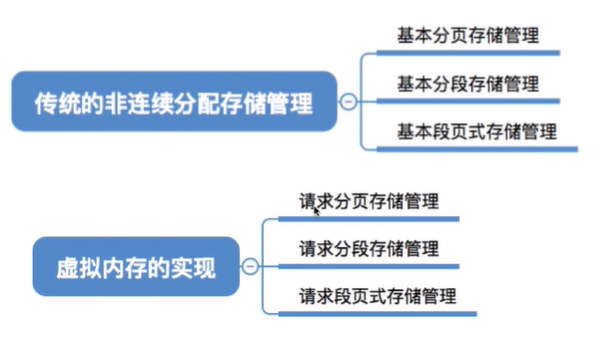 传统的非连续分配存储管理
基本分页存储管理
基本分段存储管理
基本段页式存储管理
虚拟内存的实现
请求分页存储管理
请求分段存储管理
请求段页式存储管理